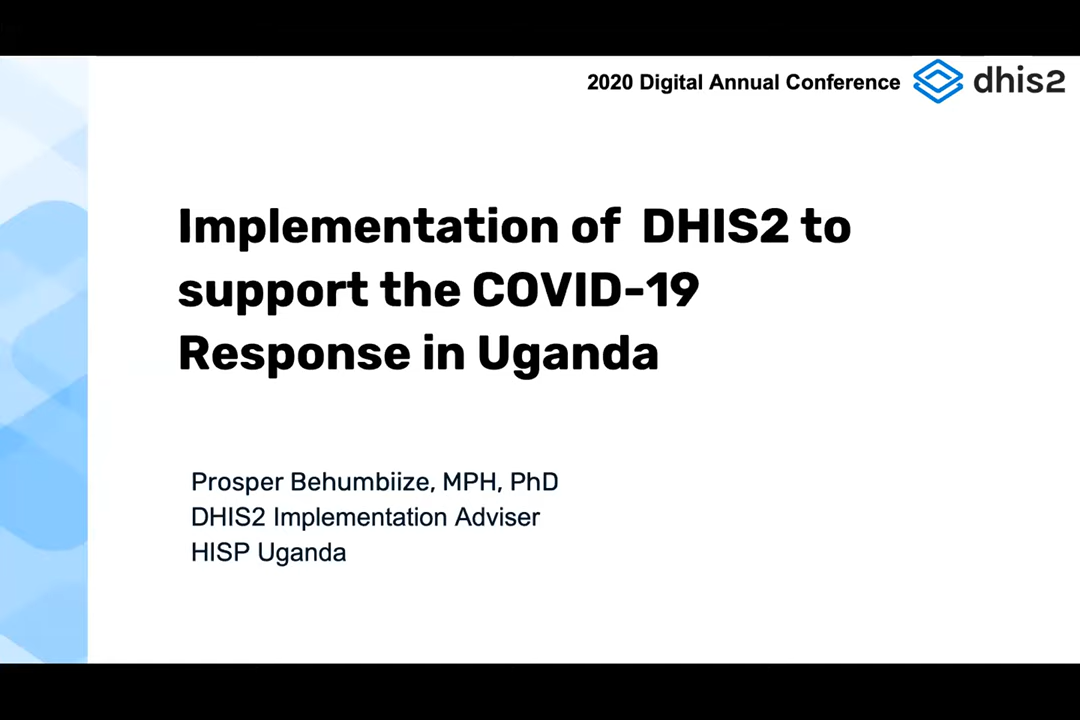 2020 Digital Annual Conference dhis2
Implementation of DHIS2 to
support the COVID-19
Response in Uganda
Prosper Behumbiize, MPH, PhD
DHIS2 Implementation Adviser
HISP Uganda